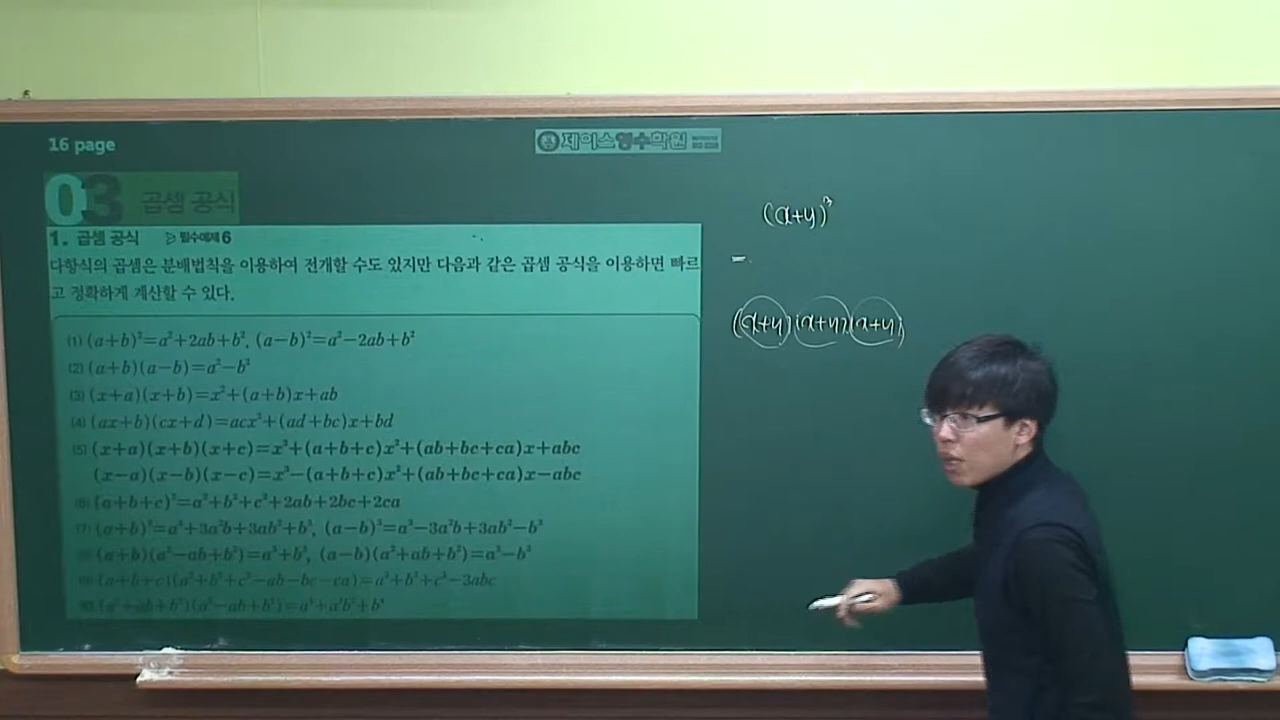 16 page
제이스영수학원
03 곱셈 공식
1. 곱셈 공식 ▷ 필수예제 6
다항식의 곱셈은 분배법칙을 이용하여 전개할 수도 있지만 다음과 같은 곱셈 공식을 이용하면 빠르
고 정확하게 계산할 수 있다.
(1) (a+b)²=a²+2ab+b², (a−b)²=a²−2ab+b²
(2) (a+b)(a−b)=a²−b²
(3) (x+a)(x+b)=x²+(a+b)x+ab
(4) (ax+b)(cx+d)=acx²+(ad+bc)x+bd
(5) (x+a)(x+b)(x+c)=x³+(a+b+c)x²+(ab+bc+ca)x+abc
(x−a)(x−b)(x−c)=x³−(a+b+c)x²+(ab+bc+ca)x−abc
(6) (a+b+c)²=a²+b²+c²+2ab+2bc+2ca
(7) (a+b)³=a³+3a²b+3ab²+b³, (a−b)³=a³−3a²b+3ab²−b³
(8) (a+b)(a²−ab+b²)=a³+b³, (a−b)(a²+ab+b²)=a³−b³
(9) (a+b+c)(a²+b²+c²−ab−bc−ca)=a³+b³+c³−3abc
(10) (a²+ab+b²)(a²−ab+b²)=a⁴+a²b²+b⁴
(x+y)³
=
(x+y)(x+y)(x+y)